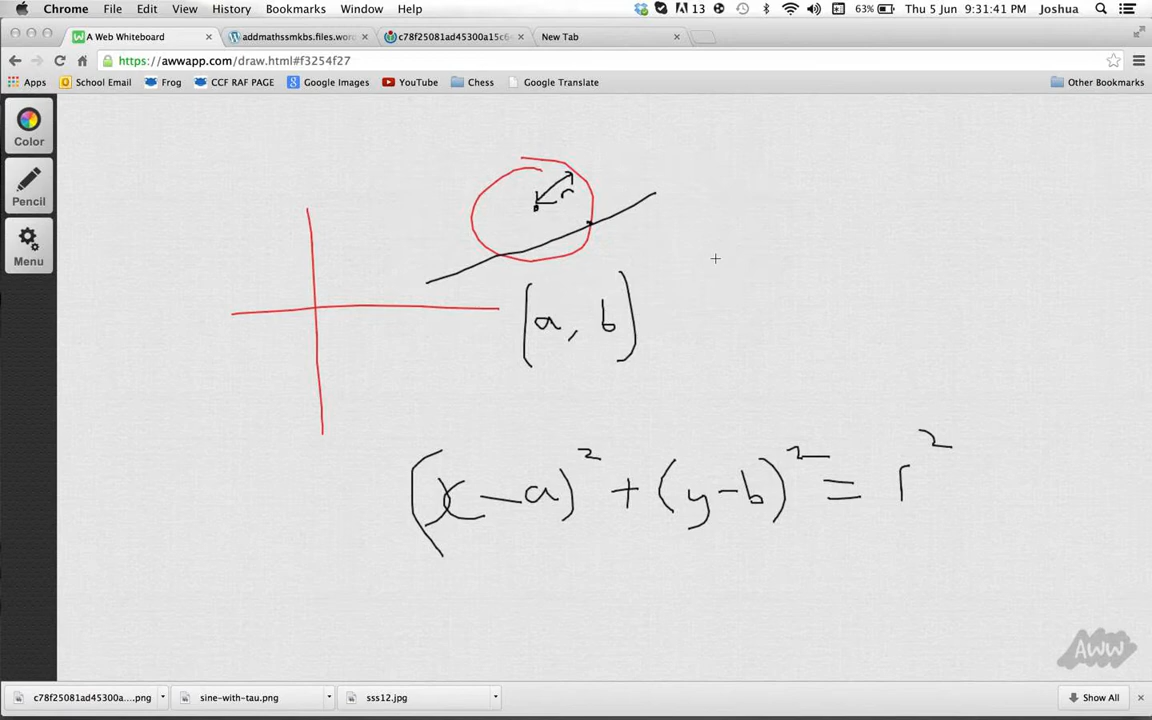 Chrome File Edit View History Bookmarks Window Help 13 63% Thu 5 Jun 9:31:41 PM Joshua
A Web Whiteboard addmathssmkbs.files.wor c78f25081ad45300a15c6 New Tab
https://awwapp.com/draw.html#f3254f27
Apps School Email Frog CCF RAF PAGE Google Images YouTube Chess Google Translate Other Bookmarks
Color
Pencil
Menu
r
(a, b)
(x-a)² + (y-b)² = r²
AWW
c78f25081ad45300a....png sine-with-tau.png sss12.jpg Show All